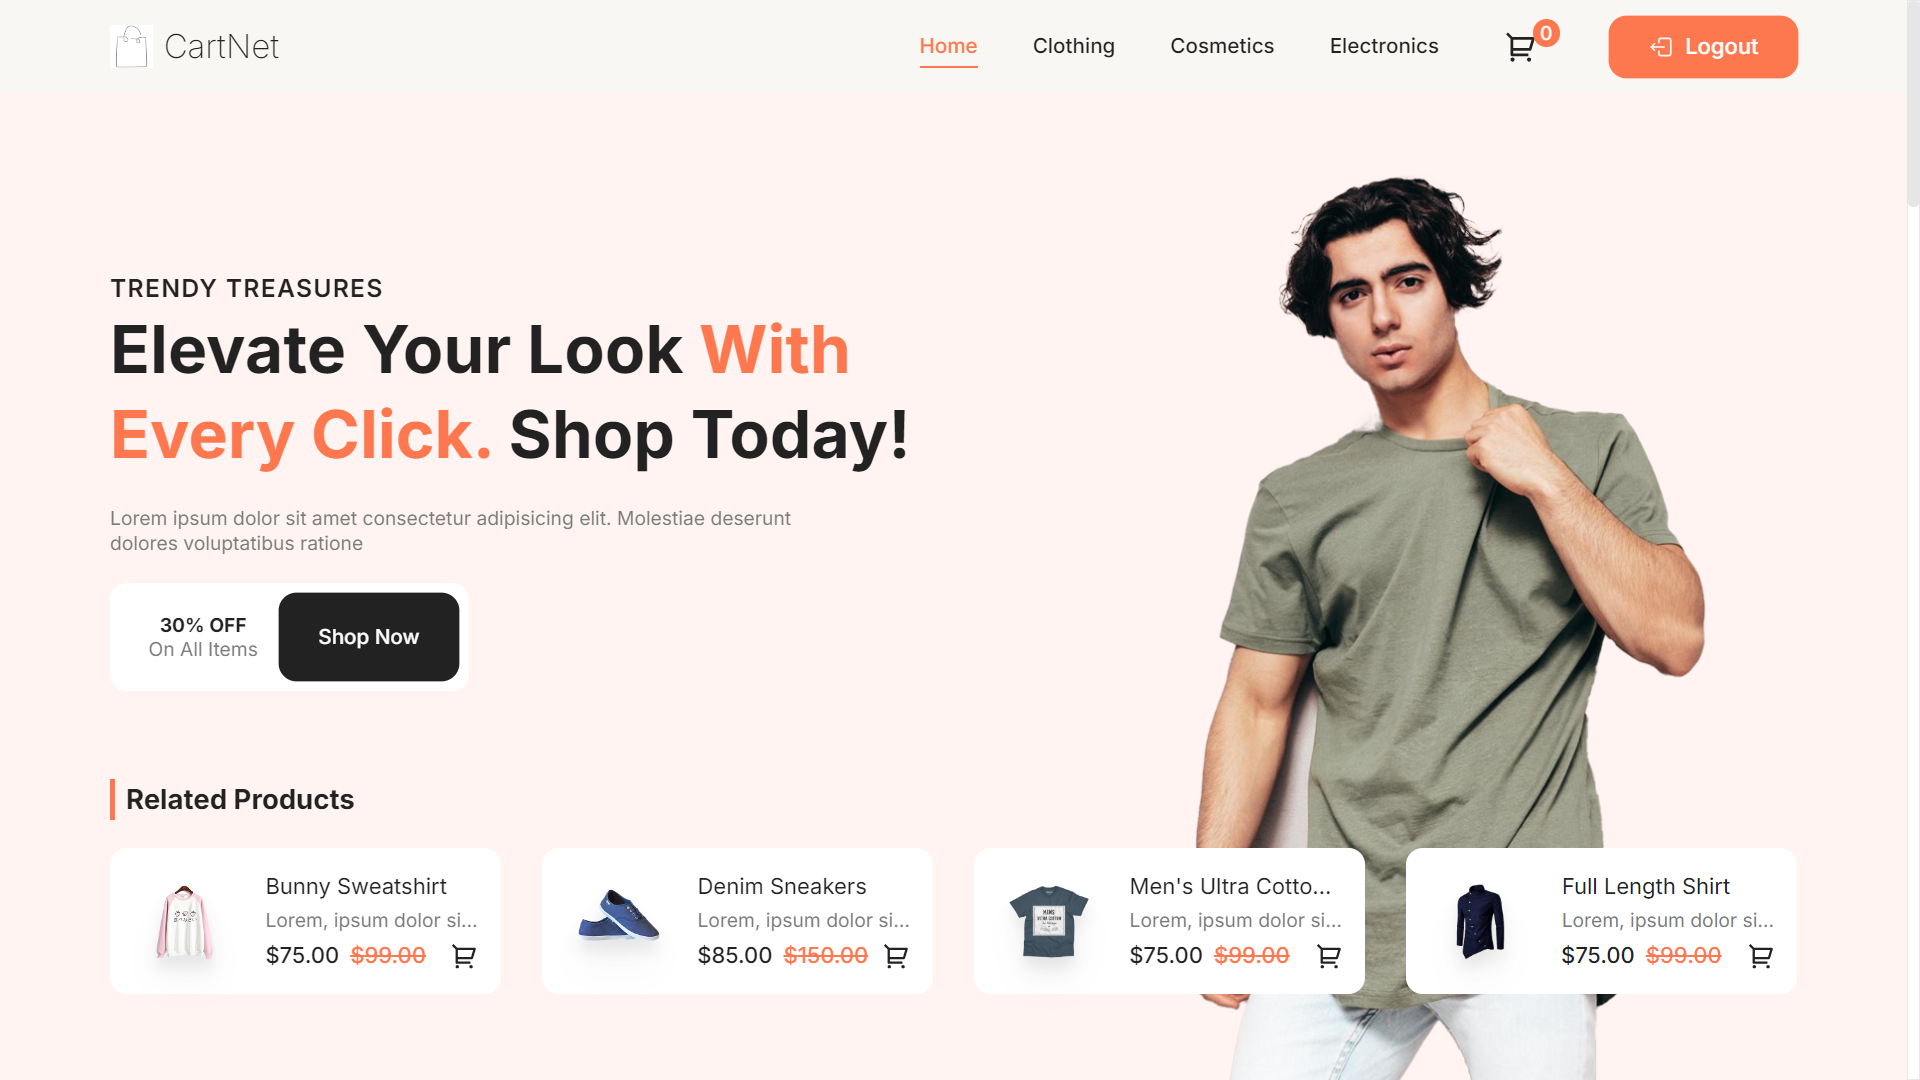 CartNet
Home
Clothing
Cosmetics
Electronics
0
Logout
TRENDY TREASURES
Elevate Your Look With
Every Click. Shop Today!
Lorem ipsum dolor sit amet consectetur adipisicing elit. Molestiae deserunt
dolores voluptatibus ratione
30% OFF
On All Items
Shop Now
Related Products
Bunny Sweatshirt
Lorem, ipsum dolor si...
$75.00 $99.00
Denim Sneakers
Lorem, ipsum dolor si...
$85.00 $150.00
MENS
ULTRA COTTON
Men's Ultra Cotto...
Lorem, ipsum dolor si...
$75.00 $99.00
Full Length Shirt
Lorem, ipsum dolor si...
$75.00 $99.00